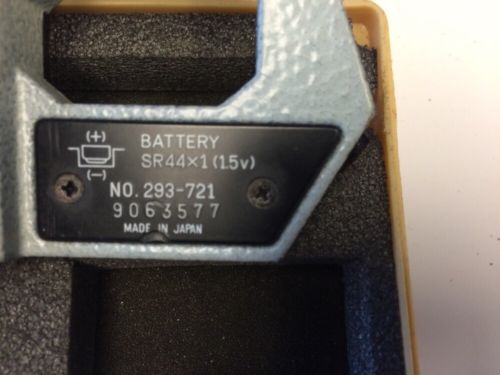 (+)
BATTERY
SR44×1 (1.5v)
(−)
NO. 293-721
9063577
MADE IN JAPAN